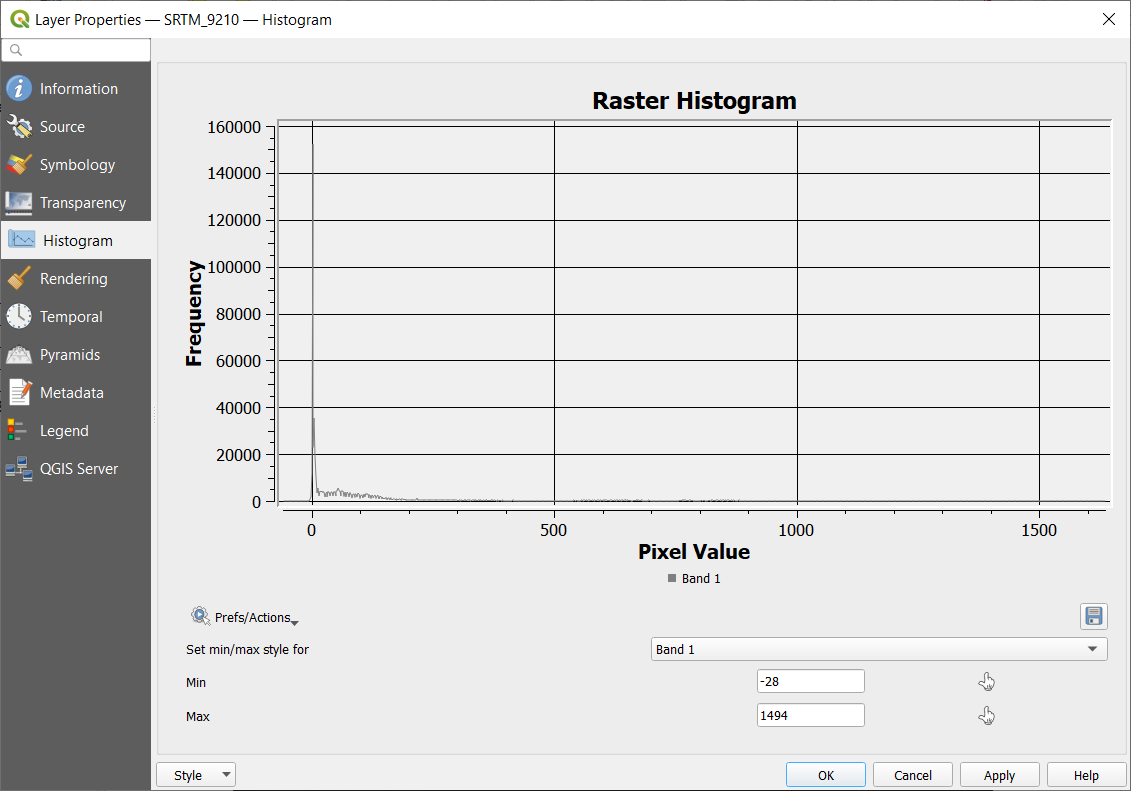 Layer Properties — SRTM_9210 — Histogram
Information
Source
Symbology
Transparency
Histogram
Rendering
Temporal
Pyramids
Metadata
Legend
QGIS Server
Raster Histogram
160000
140000
120000
100000
80000
60000
40000
20000
0
Frequency
0 500 1000 1500
Pixel Value
Band 1
Prefs/Actions
Set min/max style for Band 1
Min -28
Max 1494
Style OK Cancel Apply Help